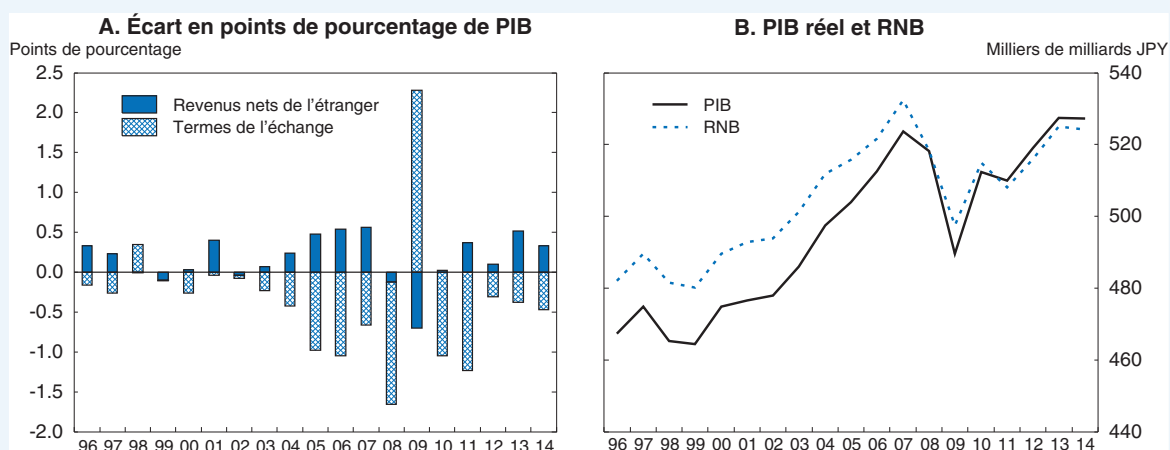 A. Écart en points de pourcentage de PIB
Points de pourcentage
2.5
2.0
1.5
1.0
0.5
0.0
-0.5
-1.0
-1.5
-2.0
Revenus nets de l'étranger
Termes de l'échange
96 97 98 99 00 01 02 03 04 05 06 07 08 09 10 11 12 13 14
B. PIB réel et RNB
Milliers de milliards JPY
PIB
RNB
540
520
500
480
460
440
96 97 98 99 00 01 02 03 04 05 06 07 08 09 10 11 12 13 14